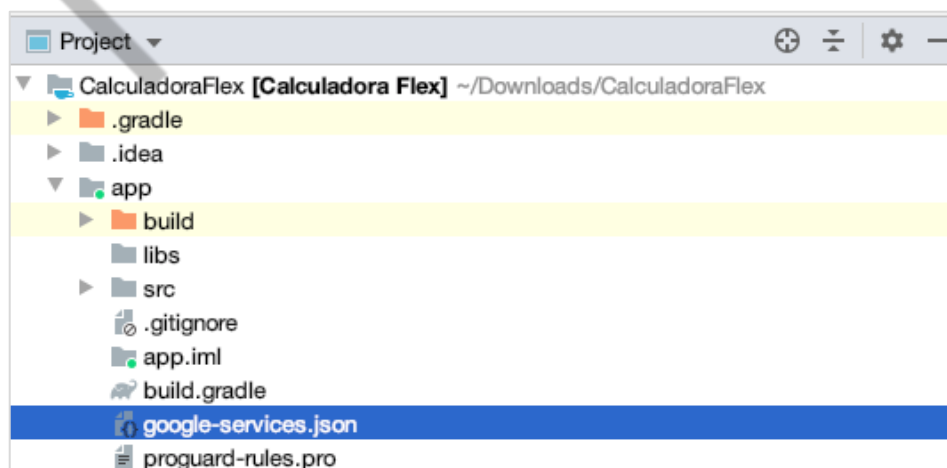 Project
CalculadoraFlex [Calculadora Flex] ~/Downloads/CalculadoraFlex
.gradle
.idea
app
build
libs
src
.gitignore
app.iml
build.gradle
google-services.json
proguard-rules.pro